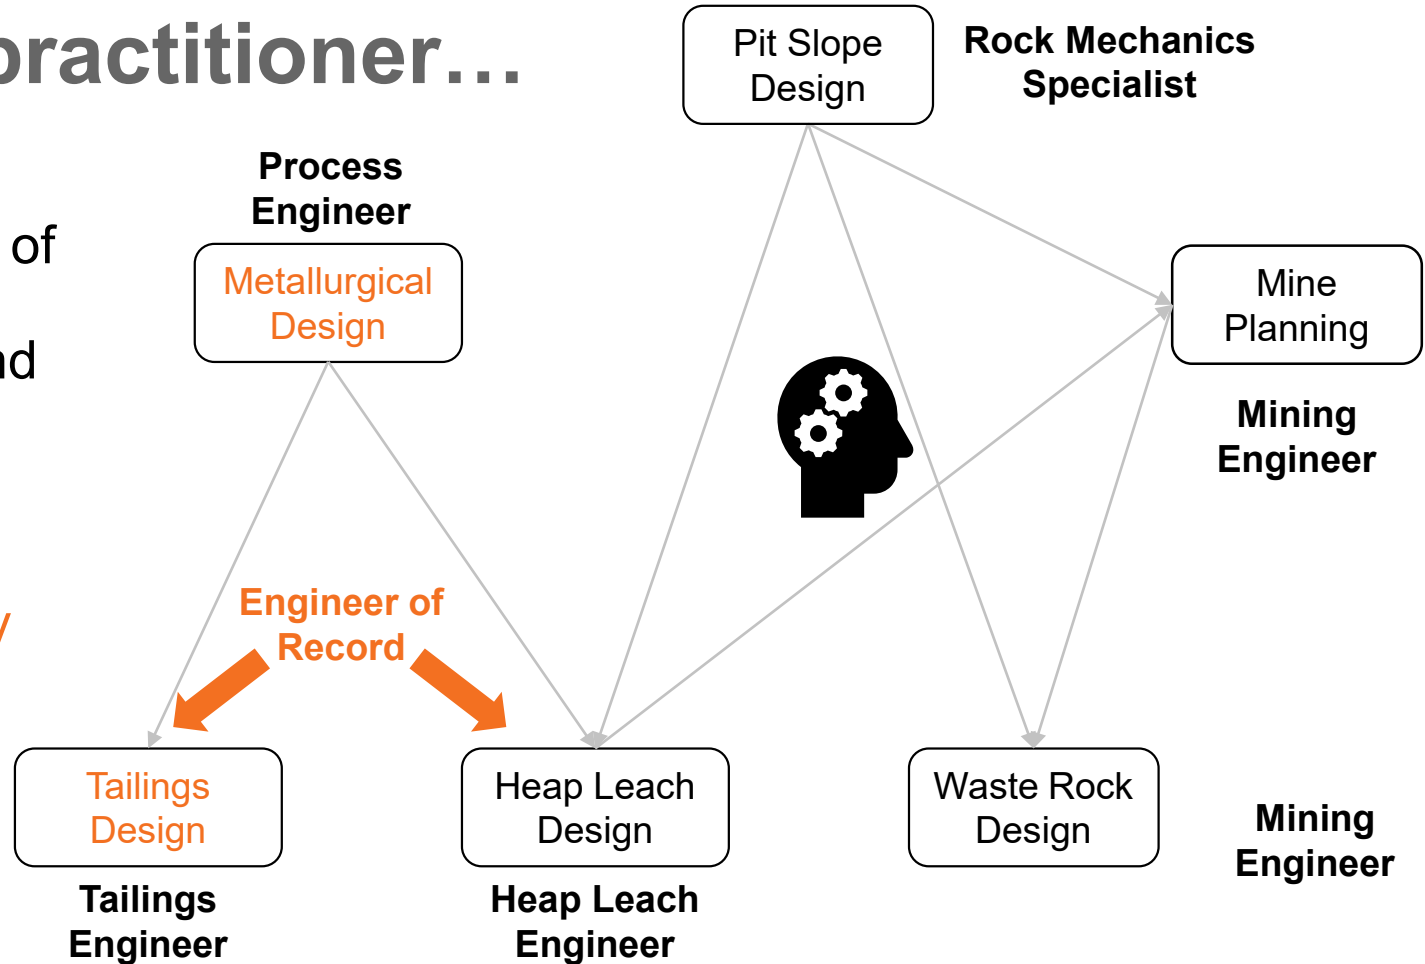 practitioner…
Pit Slope
Design
Rock Mechanics
Specialist
Process
Engineer
of
Metallurgical
Design
Mine
Planning
Mining
Engineer
Engineer of
Record
Tailings
Design
Heap Leach
Design
Waste Rock
Design
Mining
Engineer
Tailings
Engineer
Heap Leach
Engineer